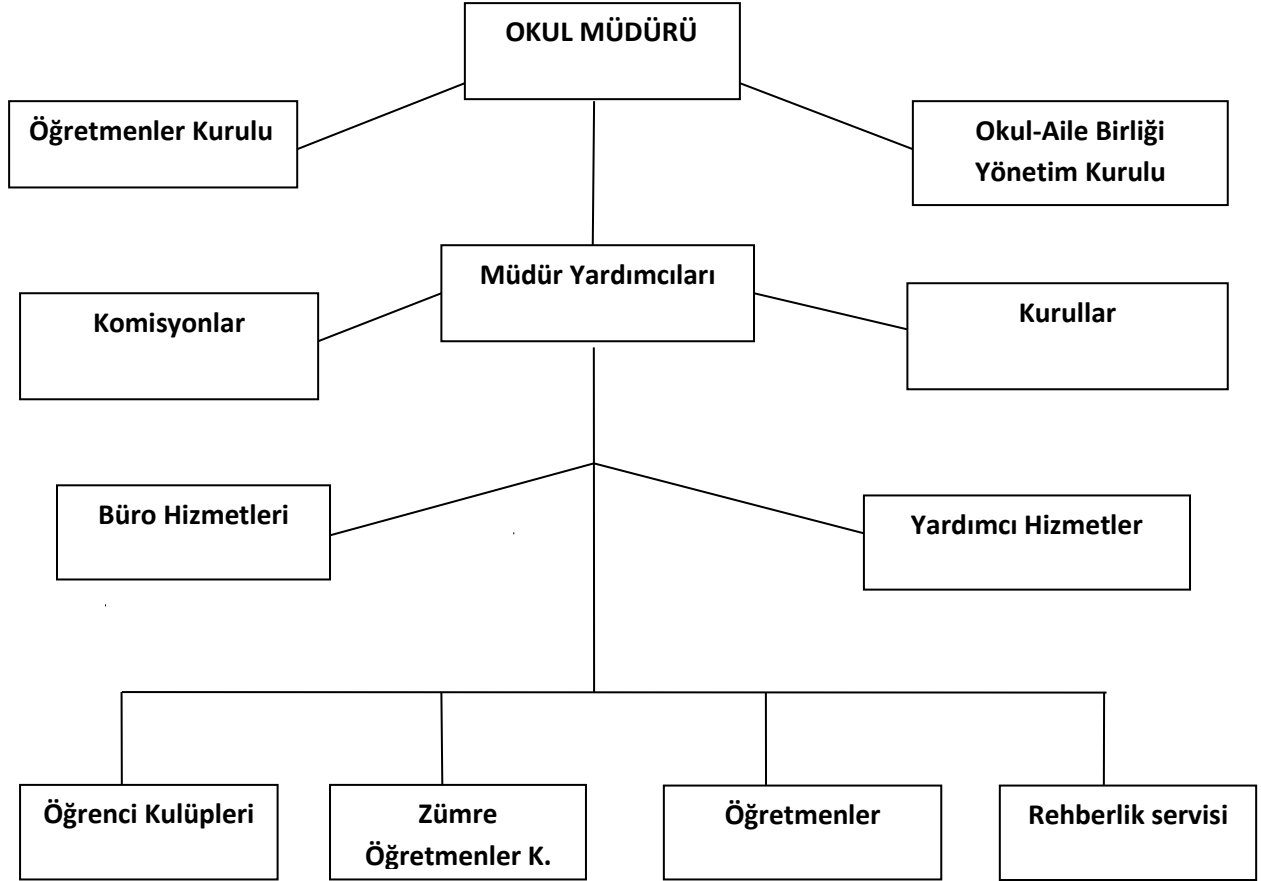 OKUL MÜDÜRÜ
Öğretmenler Kurulu
Okul-Aile Birliği
Yönetim Kurulu
Müdür Yardımcıları
Komisyonlar
Kurullar
Büro Hizmetleri
Yardımcı Hizmetler
Öğrenci Kulüpleri
Zümre
Öğretmenler K.
Öğretmenler
Rehberlik servisi